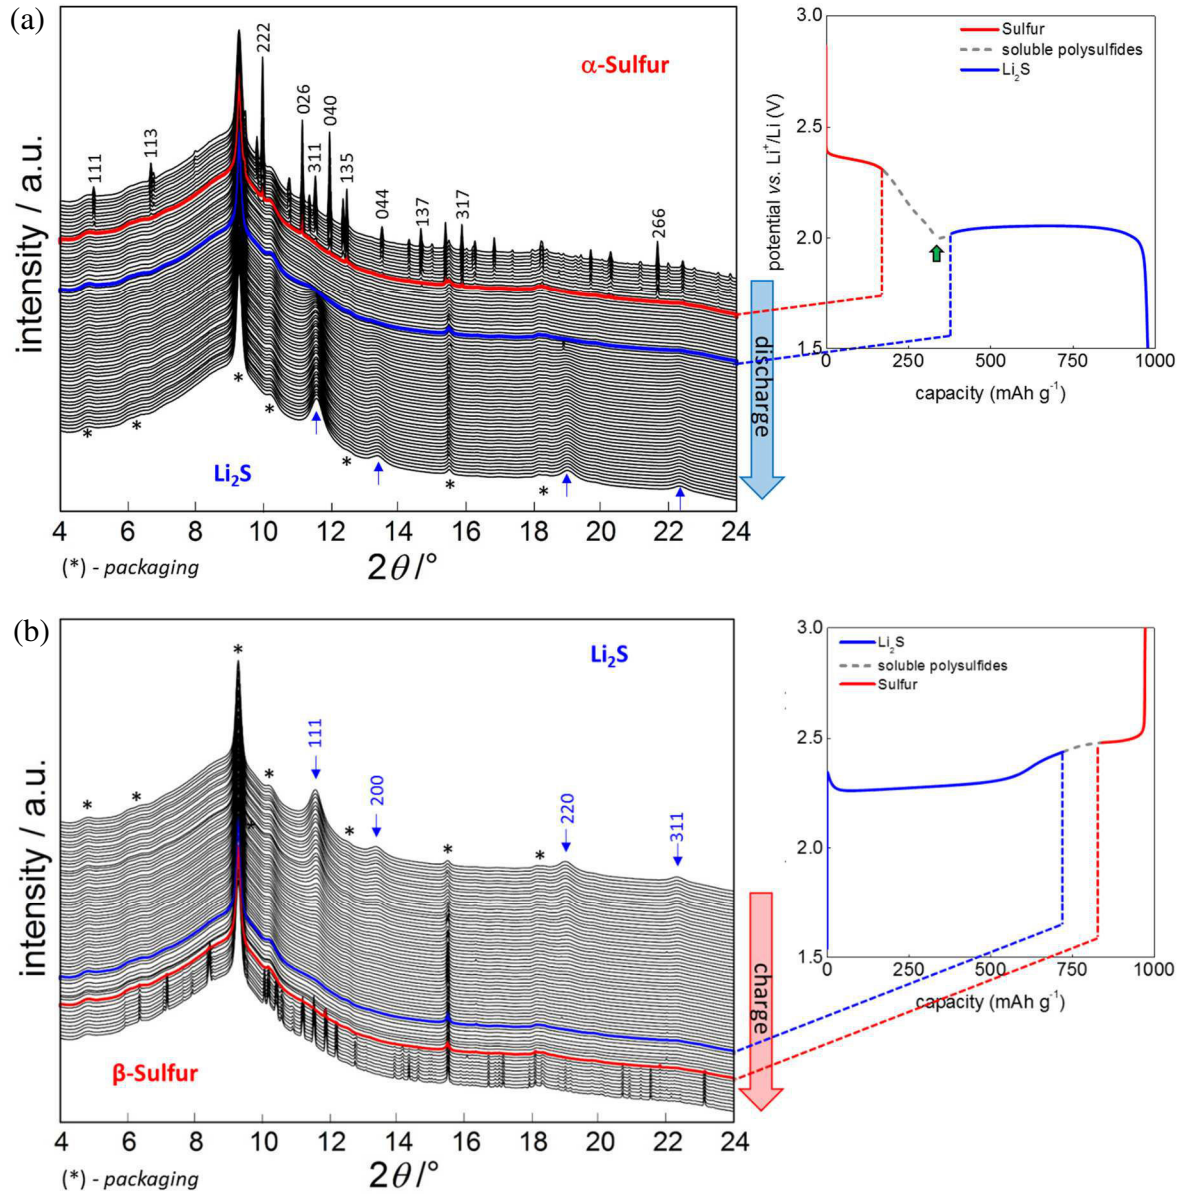 (a)
222
α-Sulfur
026
040
113
311
135
111
044
137
317
266
intensity / a.u.
* * * * * * *
Li₂S
4 6 8 10 12 14 16 18 20 22 24
(*) - packaging
2θ/°
discharge
Sulfur
soluble polysulfides
Li₂S
potential vs. Li⁺/Li (V)
3.0
2.5
2.0
1.5
0 250 500 750 1000
capacity (mAh g⁻¹)
(b)
Li₂S
111
200
220
311
* * * * * * *
intensity / a.u.
β-Sulfur
4 6 8 10 12 14 16 18 20 22 24
(*) - packaging
2θ/°
charge
Li₂S
soluble polysulfides
Sulfur
3.0
2.5
2.0
1.5
0 250 500 750 1000
capacity (mAh g⁻¹)